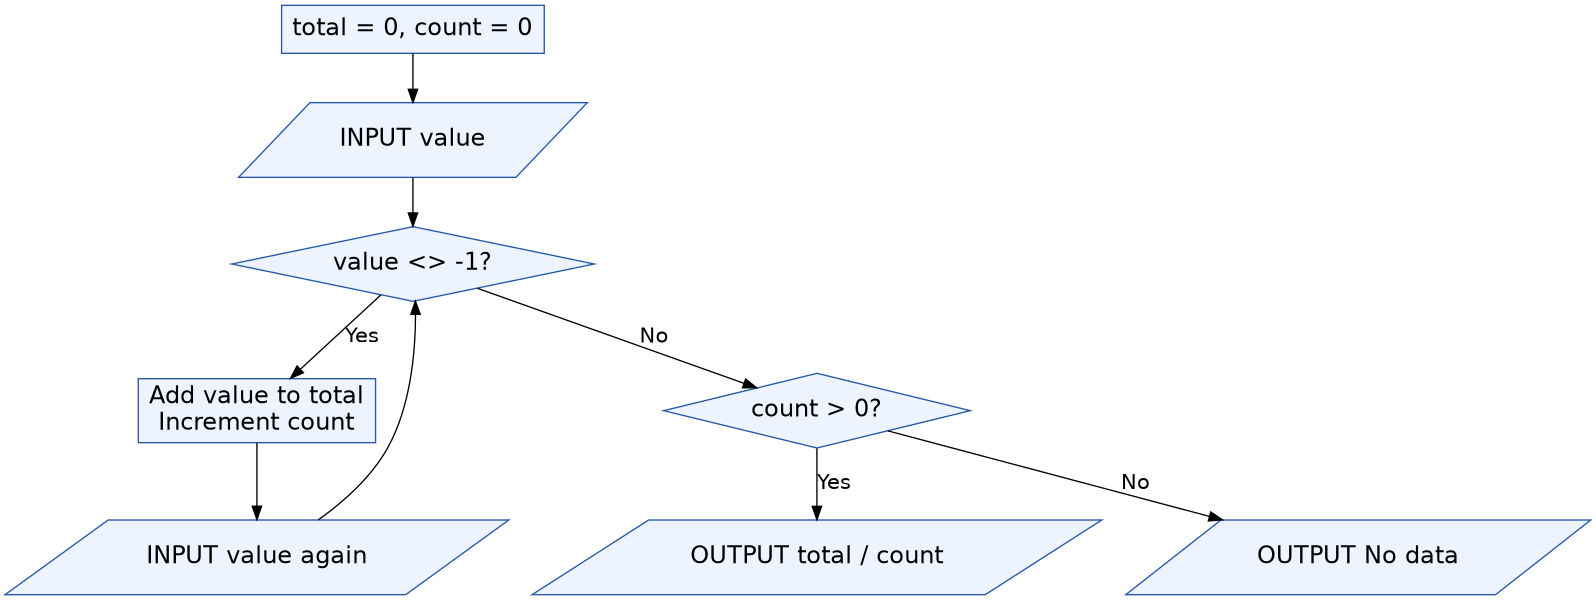 total = 0, count = 0
INPUT value
value <> -1?
Yes
No
Add value to total
Increment count
count > 0?
Yes
No
INPUT value again
OUTPUT total / count
OUTPUT No data